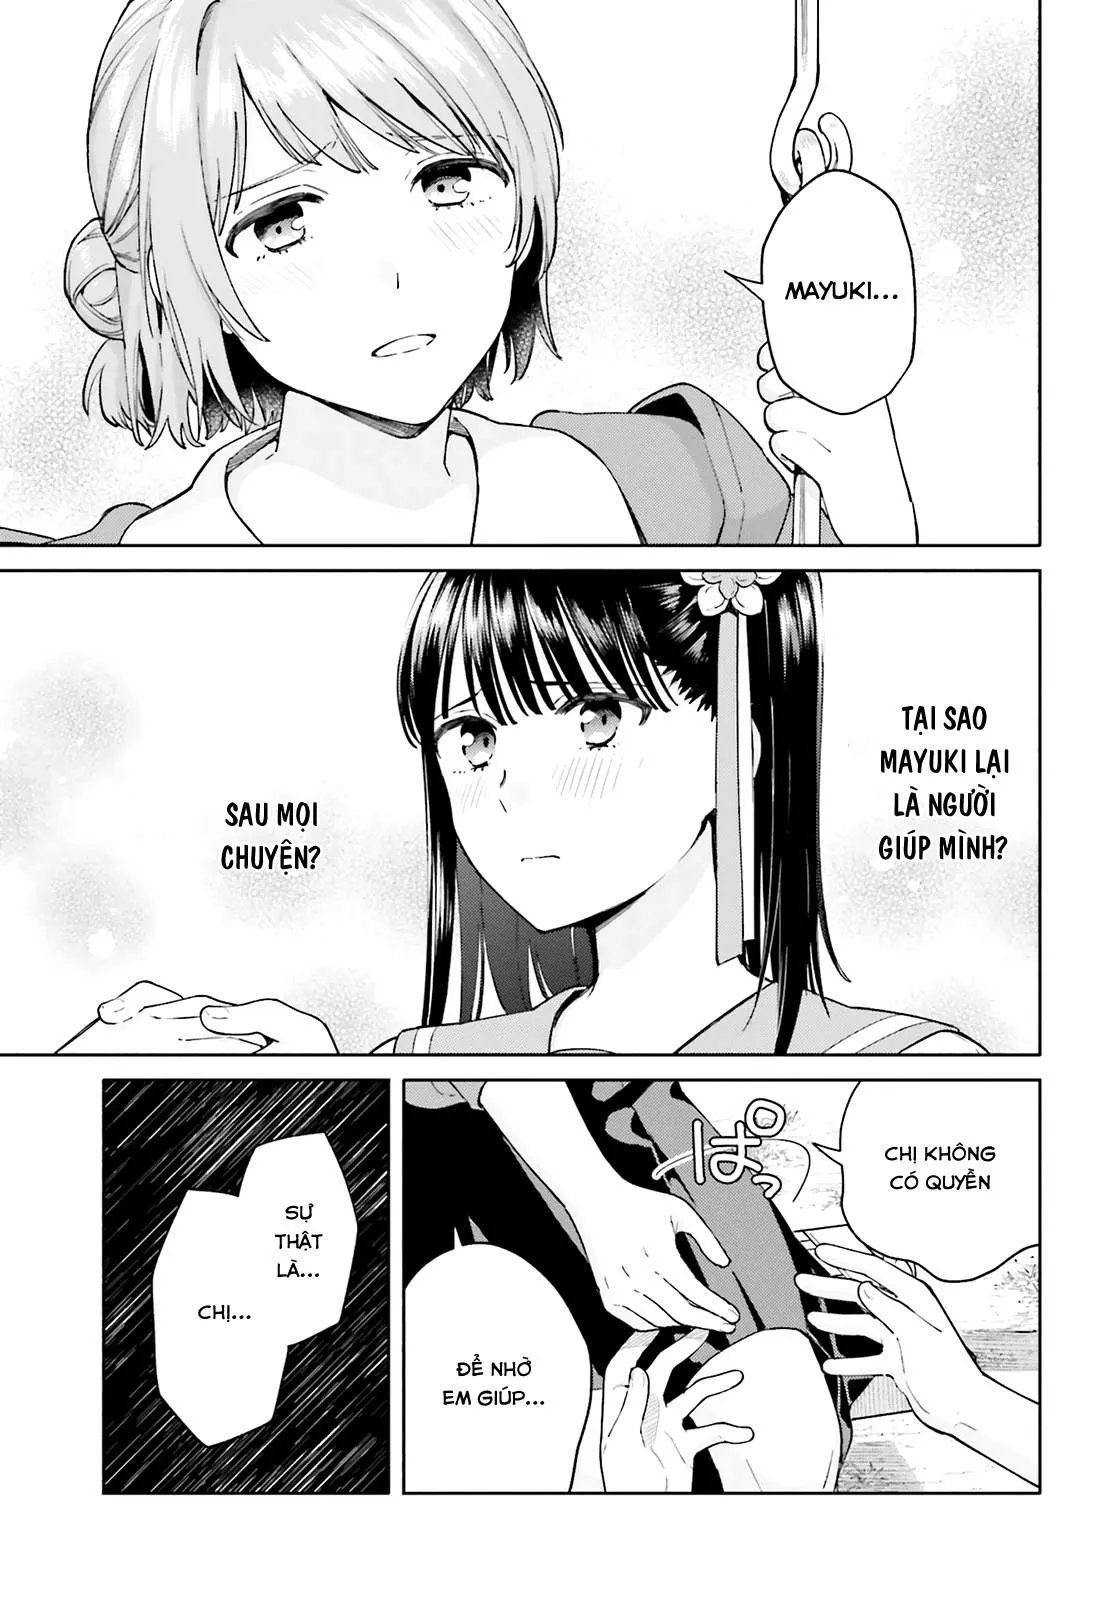 MAYUKI...
TẠI SAO
MAYUKI LẠI
LÀ NGƯỜI
GIÚP MÌNH?
SAU MỌI
CHUYỆN?
CHỊ KHÔNG
CÓ QUYỀN
ぱっ
ĐỂ NHỜ
EM GIÚP...
SỰ
THẬT
LÀ...
CHỊ...